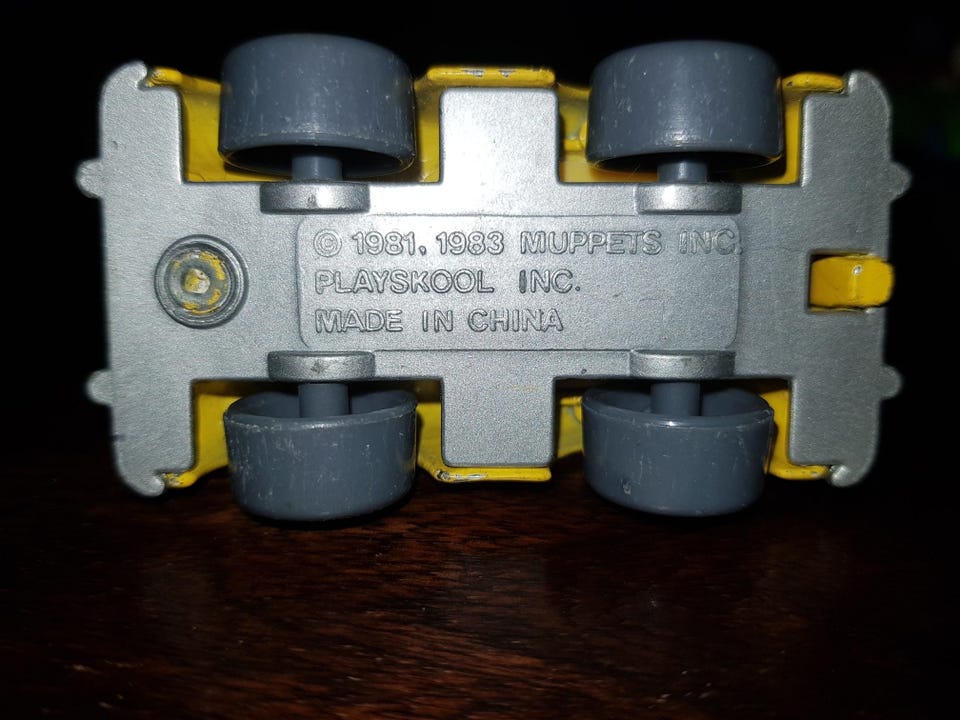 © 1981, 1983 MUPPETS INC.
PLAYSKOOL INC.
MADE IN CHINA